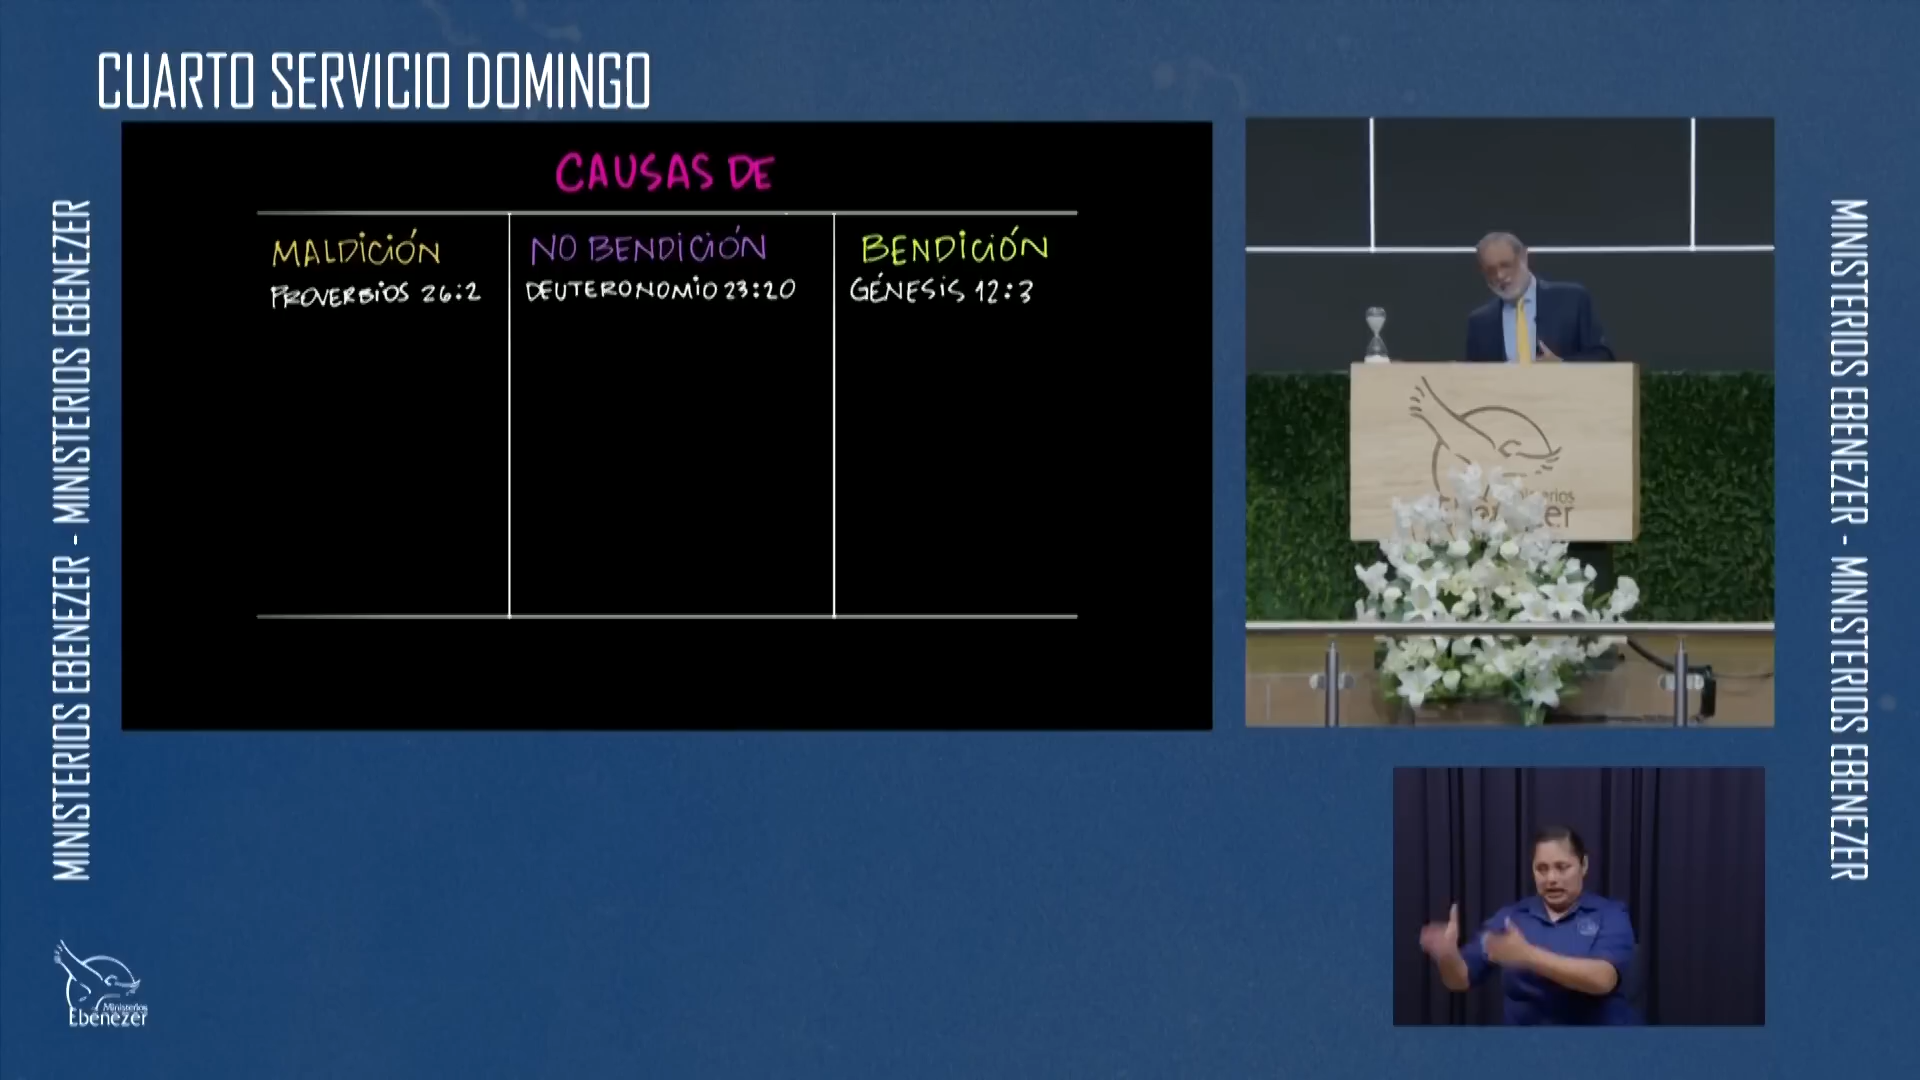 CUARTO SERVICIO DOMINGO
CAUSAS DE
MALDICIÓN
NO BENDICIÓN
BENDICIÓN
PROVERBIOS 26:2
DEUTERONOMIO 23:20
GÉNESIS 12:3
MINISTERIOS EBENEZER - MINISTERIOS EBENEZER
MINISTERIOS EBENEZER - MINISTERIOS EBENEZER
Ministerios
Ebenezer